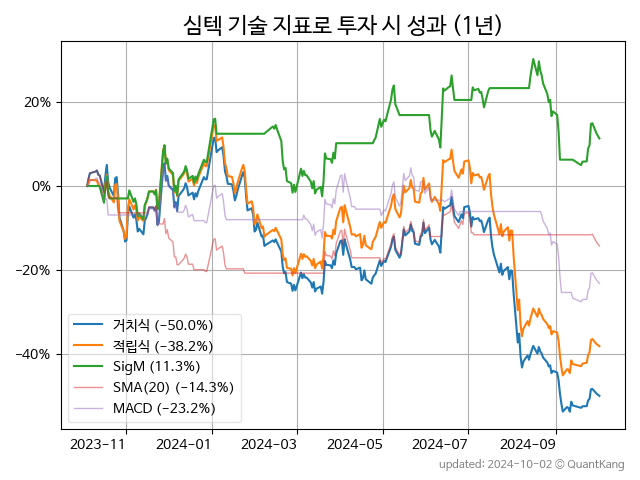 심텍 기술 지표로 투자 시 성과 (1년)
20%
0%
−20%
−40%
거치식 (−50.0%)
적립식 (−38.2%)
SigM (11.3%)
SMA(20) (−14.3%)
MACD (−23.2%)
2023−11 2024−01 2024−03 2024−05 2024−07 2024−09
updated: 2024−10−02 © QuantKang